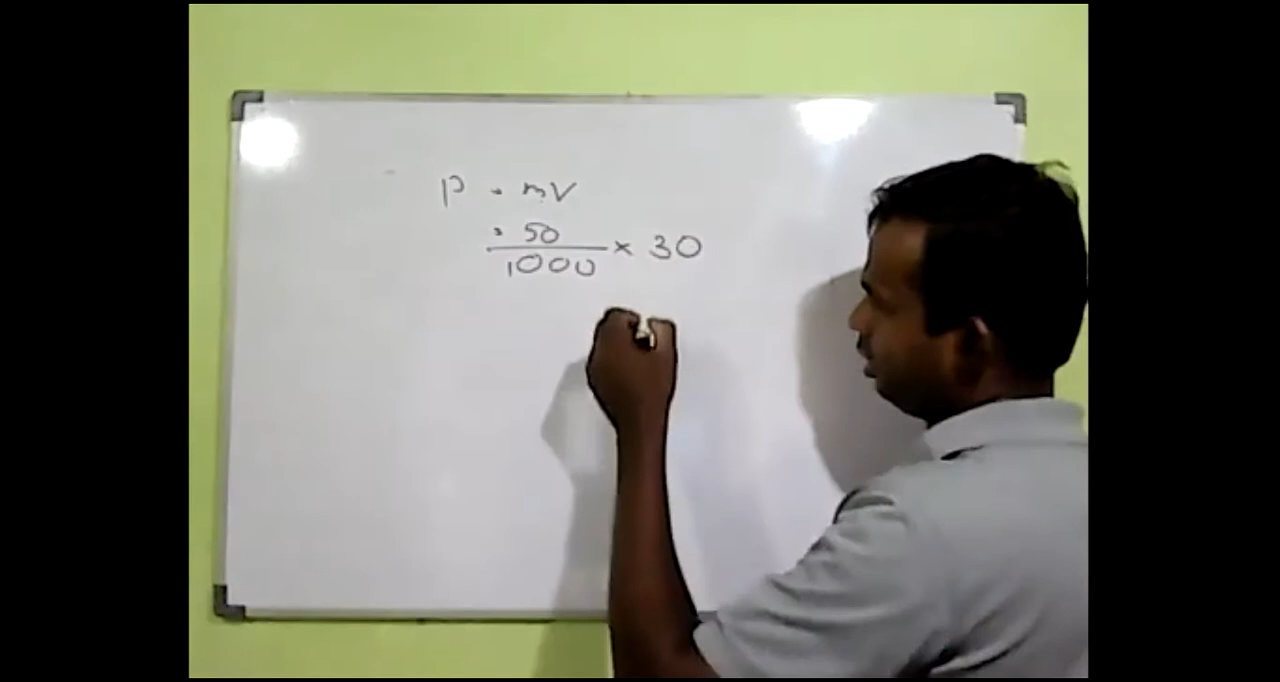 p = mv
= 50/1000 × 30